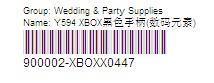 Group: Wedding & Party Supplies
Name: Y594 XBOX黑色手柄(数码元素)
900002-XBOXX0447